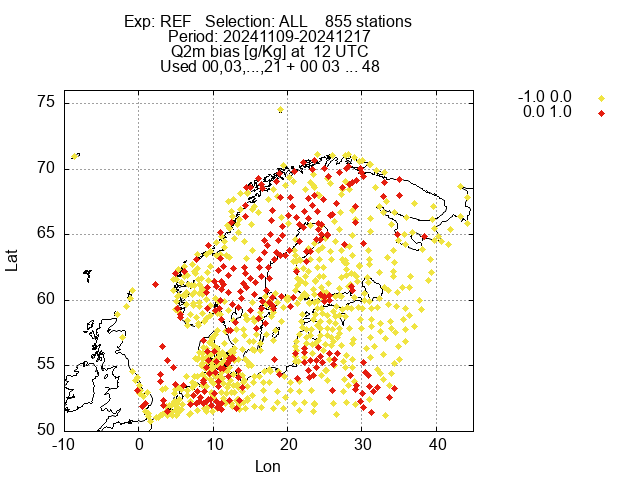 Exp: REF Selection: ALL 855 stations
Period: 20241109-20241217
Q2m bias [g/Kg] at 12 UTC
Used 00,03,...,21 + 00 03 ... 48
-1.0 0.0
0.0 1.0
75
70
65
60
55
50
Lat
-10 0 10 20 30 40
Lon